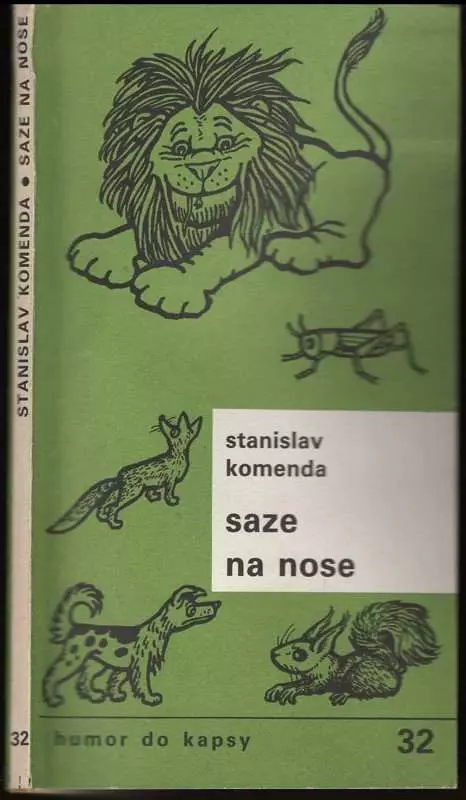 STANISLAV KOMENDA • SAZE NA NOSE
stanislav
komenda
saze
na nose
32
humor do kapsy
32